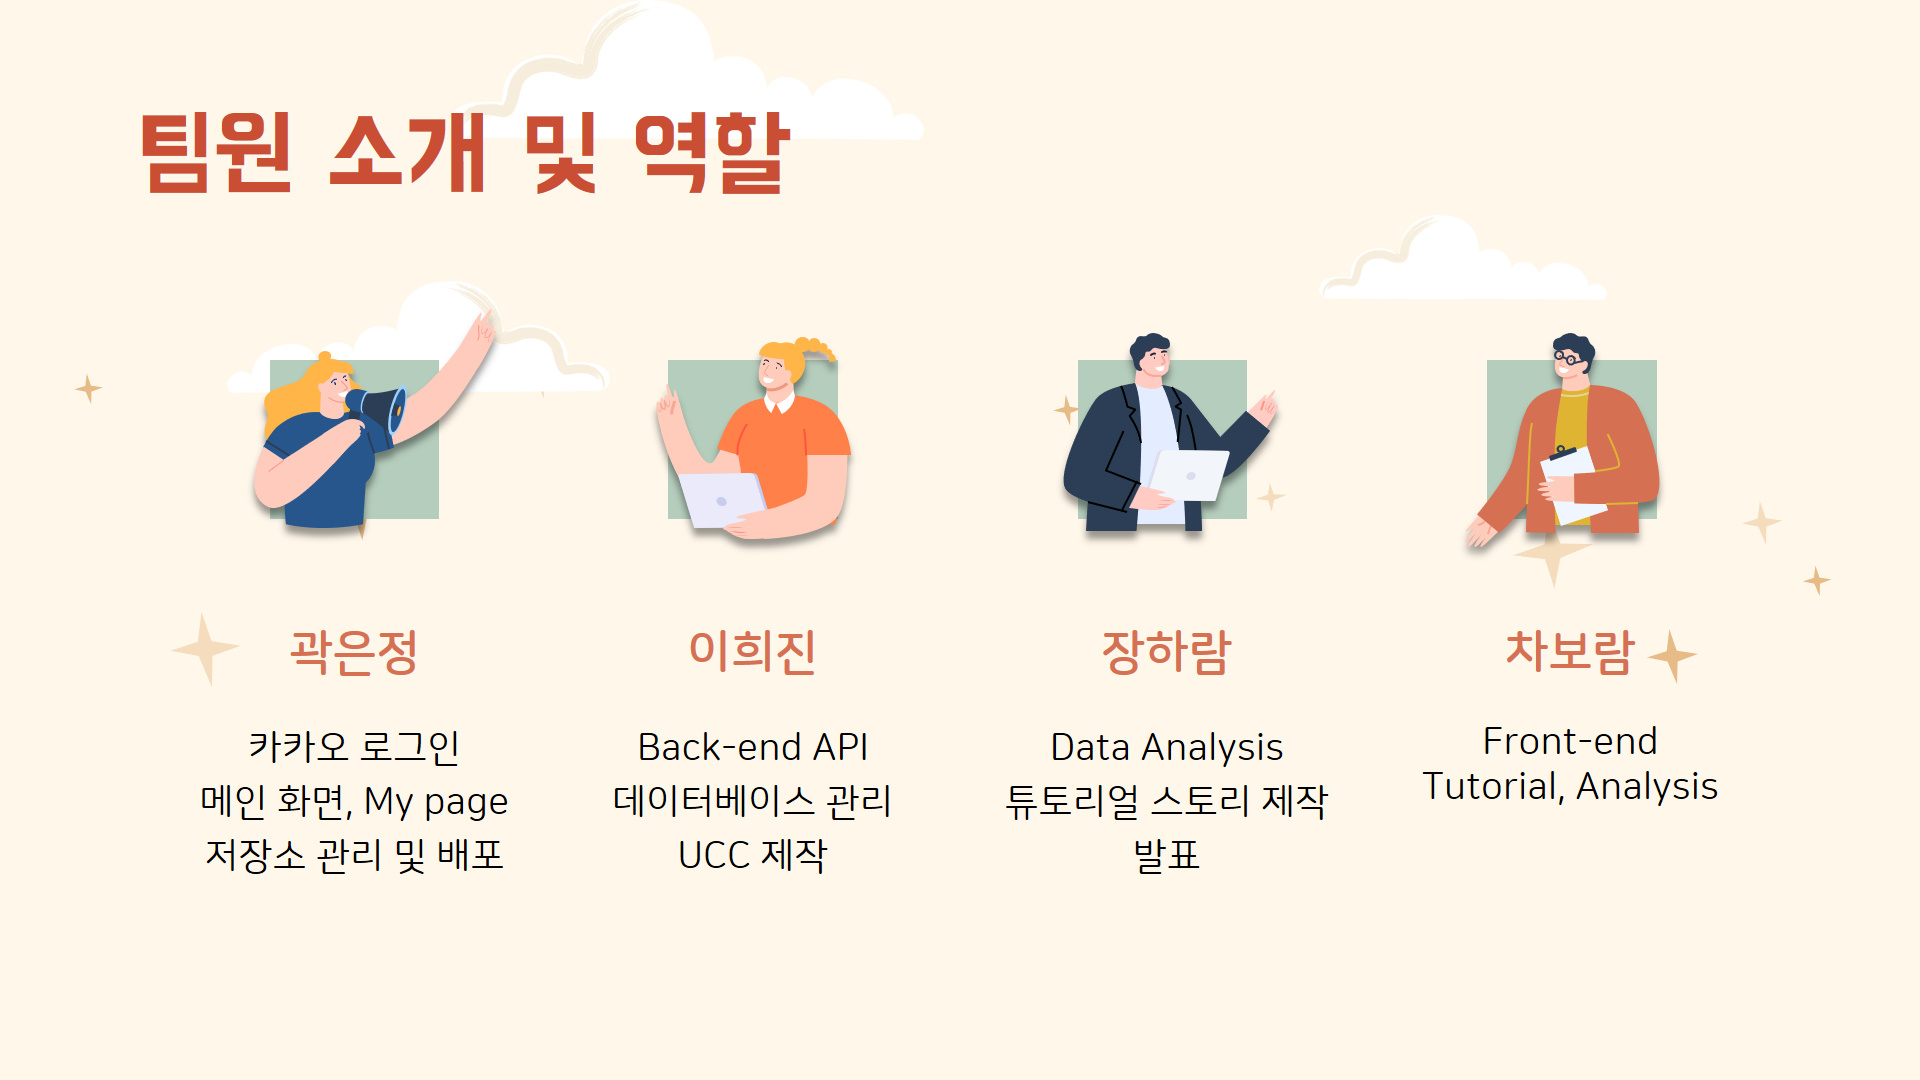 팀원 소개 및 역할
곽은정
카카오 로그인
메인 화면, My page
저장소 관리 및 배포
이희진
Back-end API
데이터베이스 관리
UCC 제작
장하람
Data Analysis
튜토리얼 스토리 제작
발표
차보람
Front-end
Tutorial, Analysis